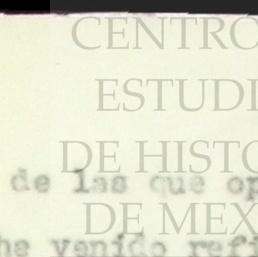 CENTRO
ESTUDI
DE HISTO
de las que op
DE MEX
he venido refi